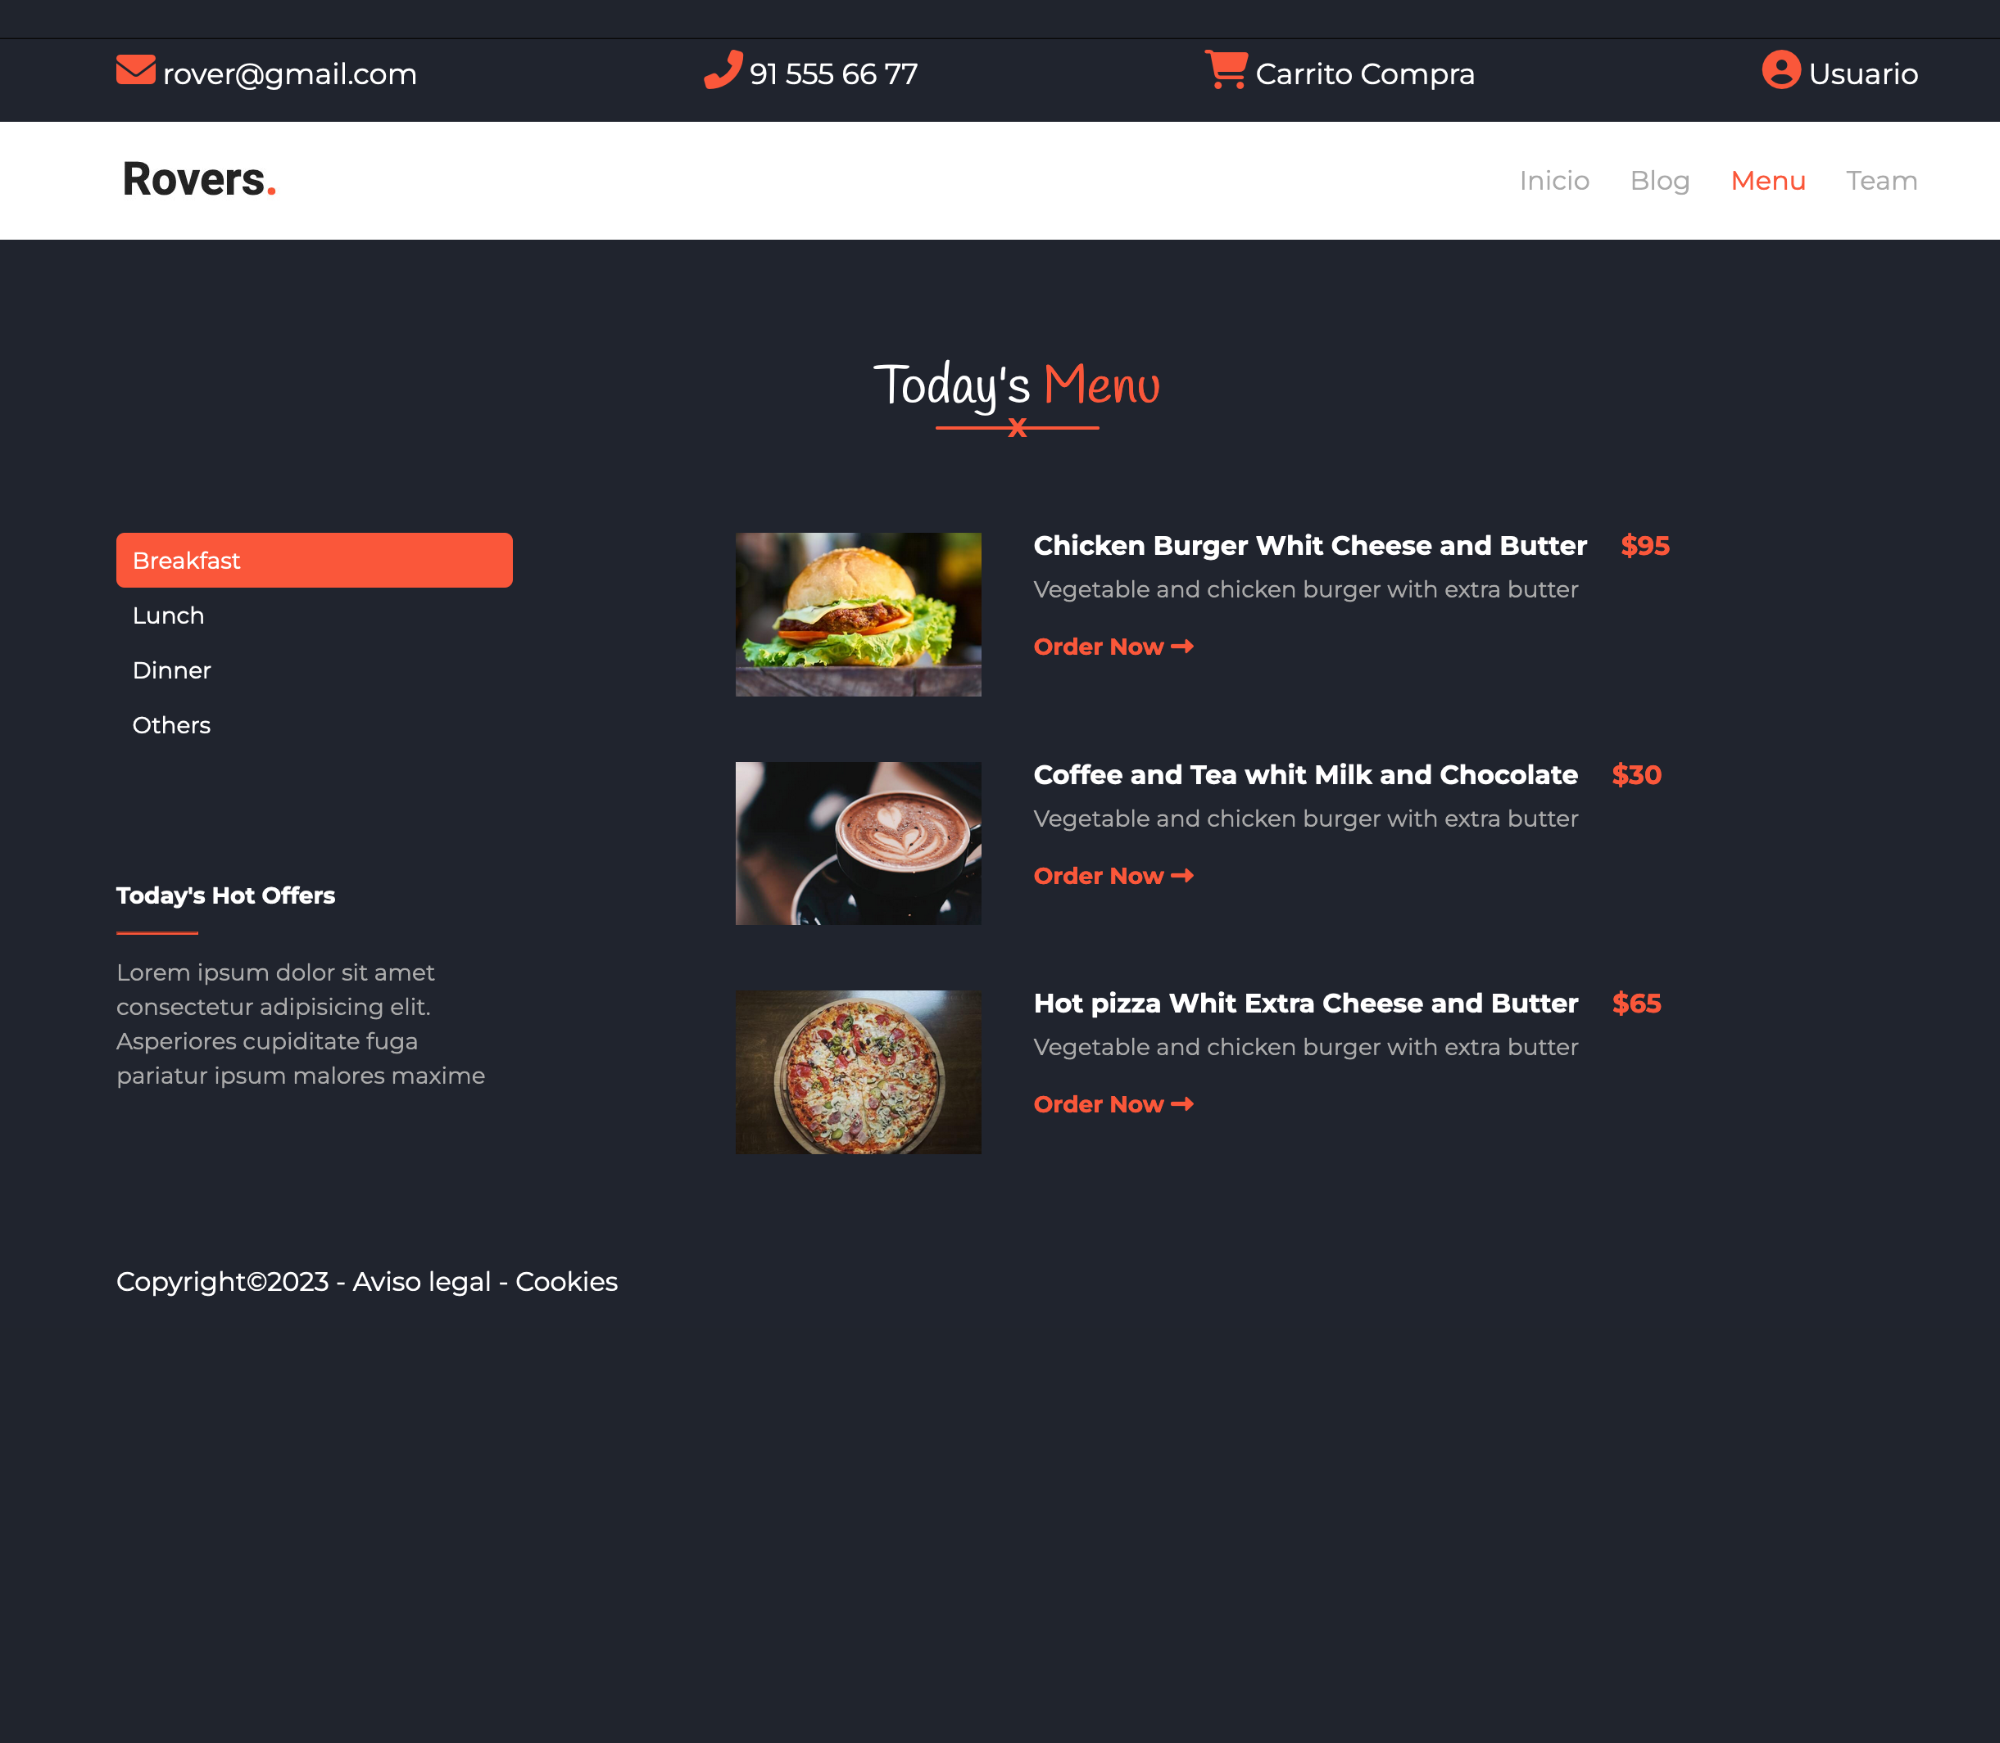 rover@gmail.com 91 555 66 77 Carrito Compra Usuario
Rovers. Inicio Blog Menu Team
Today's Menu
X
Breakfast
Lunch
Dinner
Others
Today's Hot Offers
Lorem ipsum dolor sit amet
consectetur adipisicing elit.
Asperiores cupiditate fuga
pariatur ipsum malores maxime
Chicken Burger Whit Cheese and Butter $95
Vegetable and chicken burger with extra butter
Order Now →
Coffee and Tea whit Milk and Chocolate $30
Vegetable and chicken burger with extra butter
Order Now →
Hot pizza Whit Extra Cheese and Butter $65
Vegetable and chicken burger with extra butter
Order Now →
Copyright©2023 - Aviso legal - Cookies